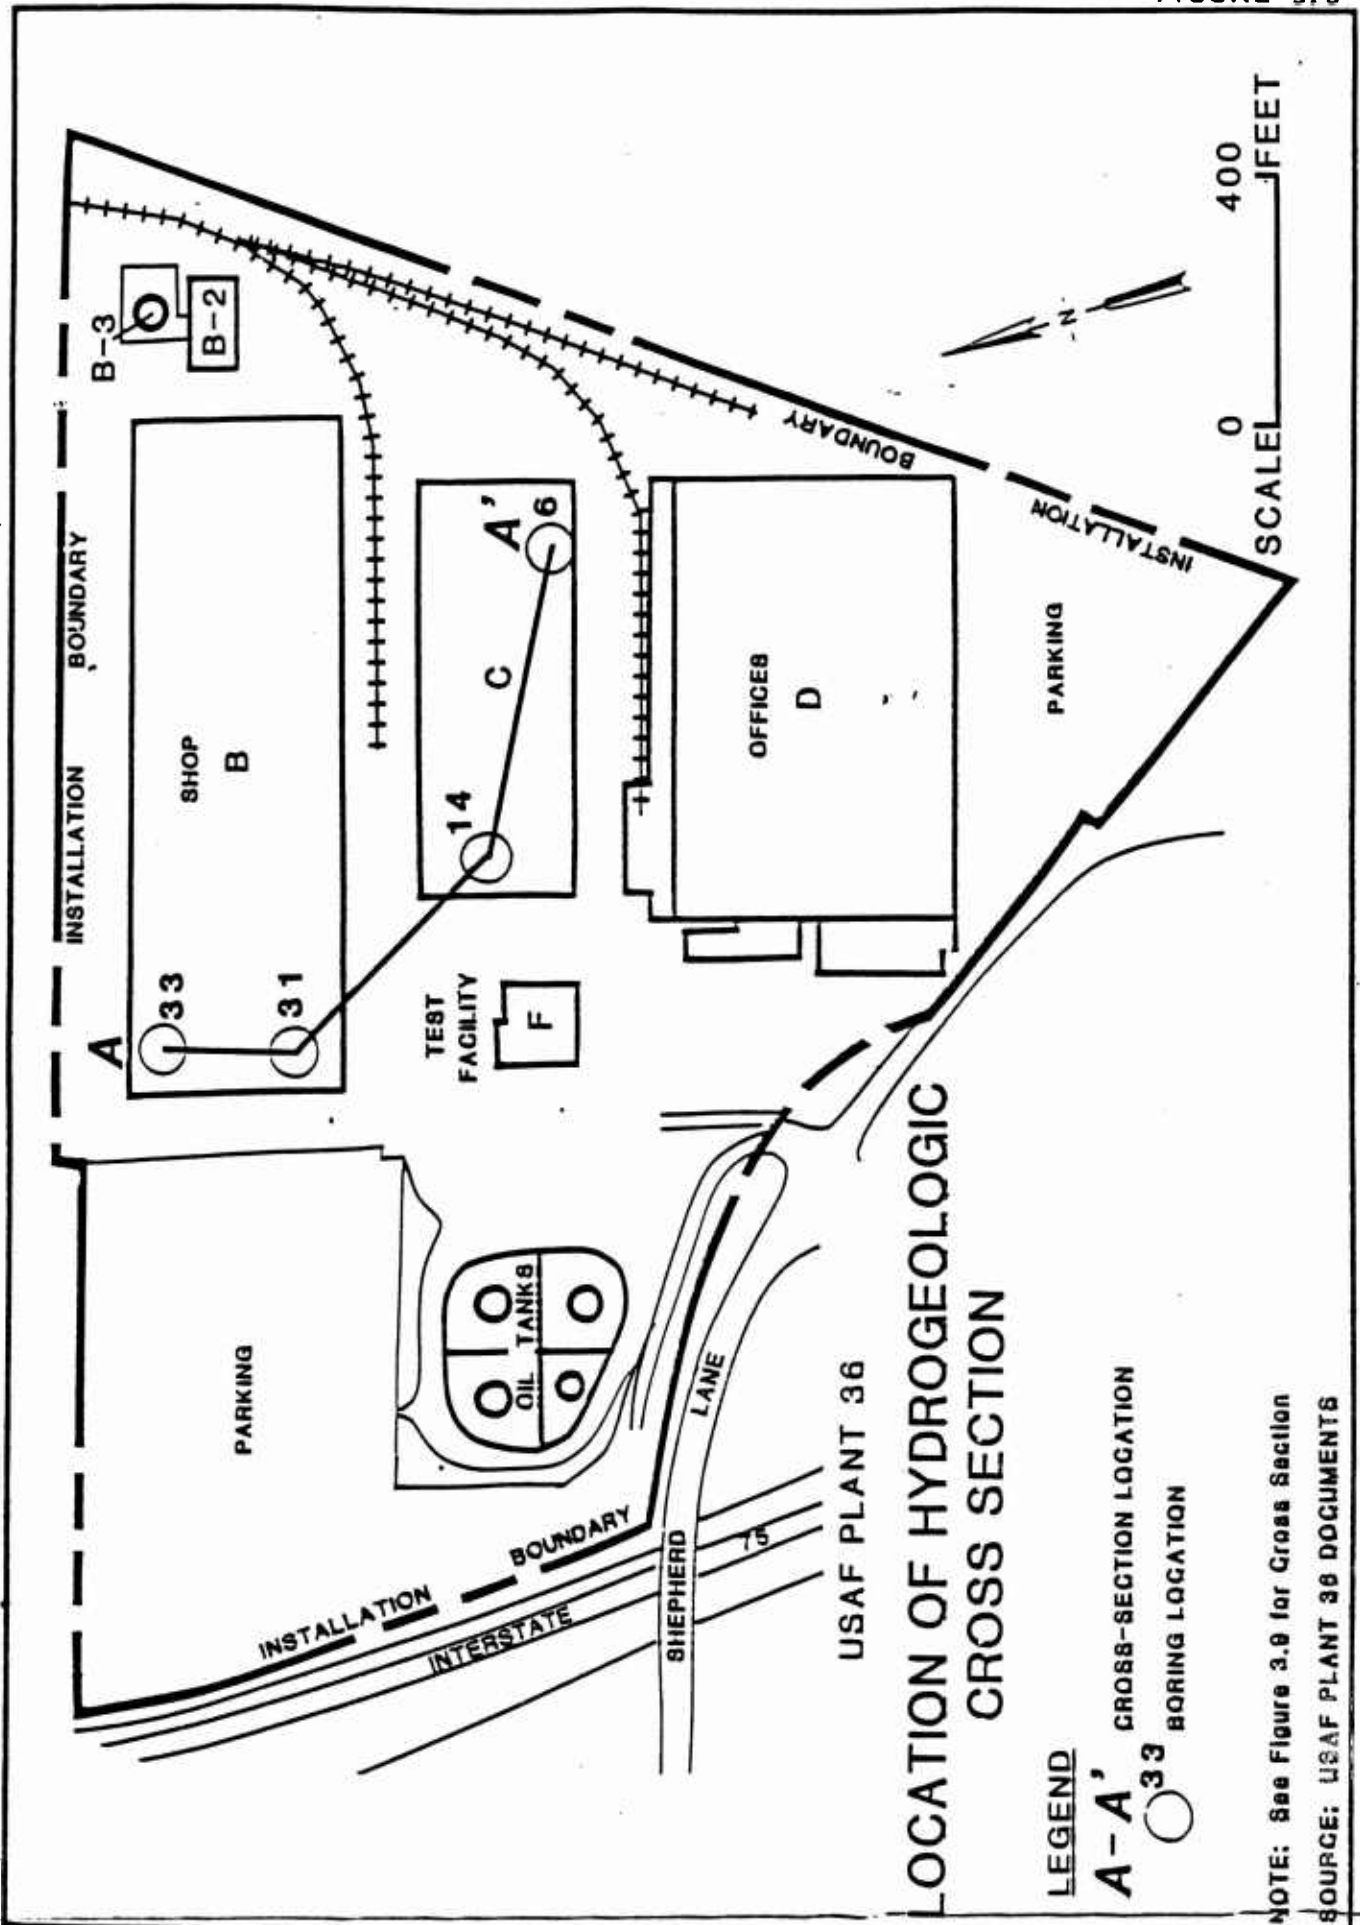 INSTALLATION BOUNDARY
B-3
B-2
SHOP
B
A
33
31
14
C
A'
6
TEST
FACILITY
F
OFFICES
D
PARKING
PARKING
OIL TANKS
INSTALLATION BOUNDARY
INSTALLATION BOUNDARY
INTERSTATE 75
SHEPHERD LANE
N
0 400
SCALE FEET
USAF PLANT 36
LOCATION OF HYDROGEOLOGIC
CROSS SECTION
LEGEND
A-A' CROSS-SECTION LOCATION
33 BORING LOCATION
NOTE: See Figure 3.9 for Cross Section
SOURCE: USAF PLANT 36 DOCUMENTS